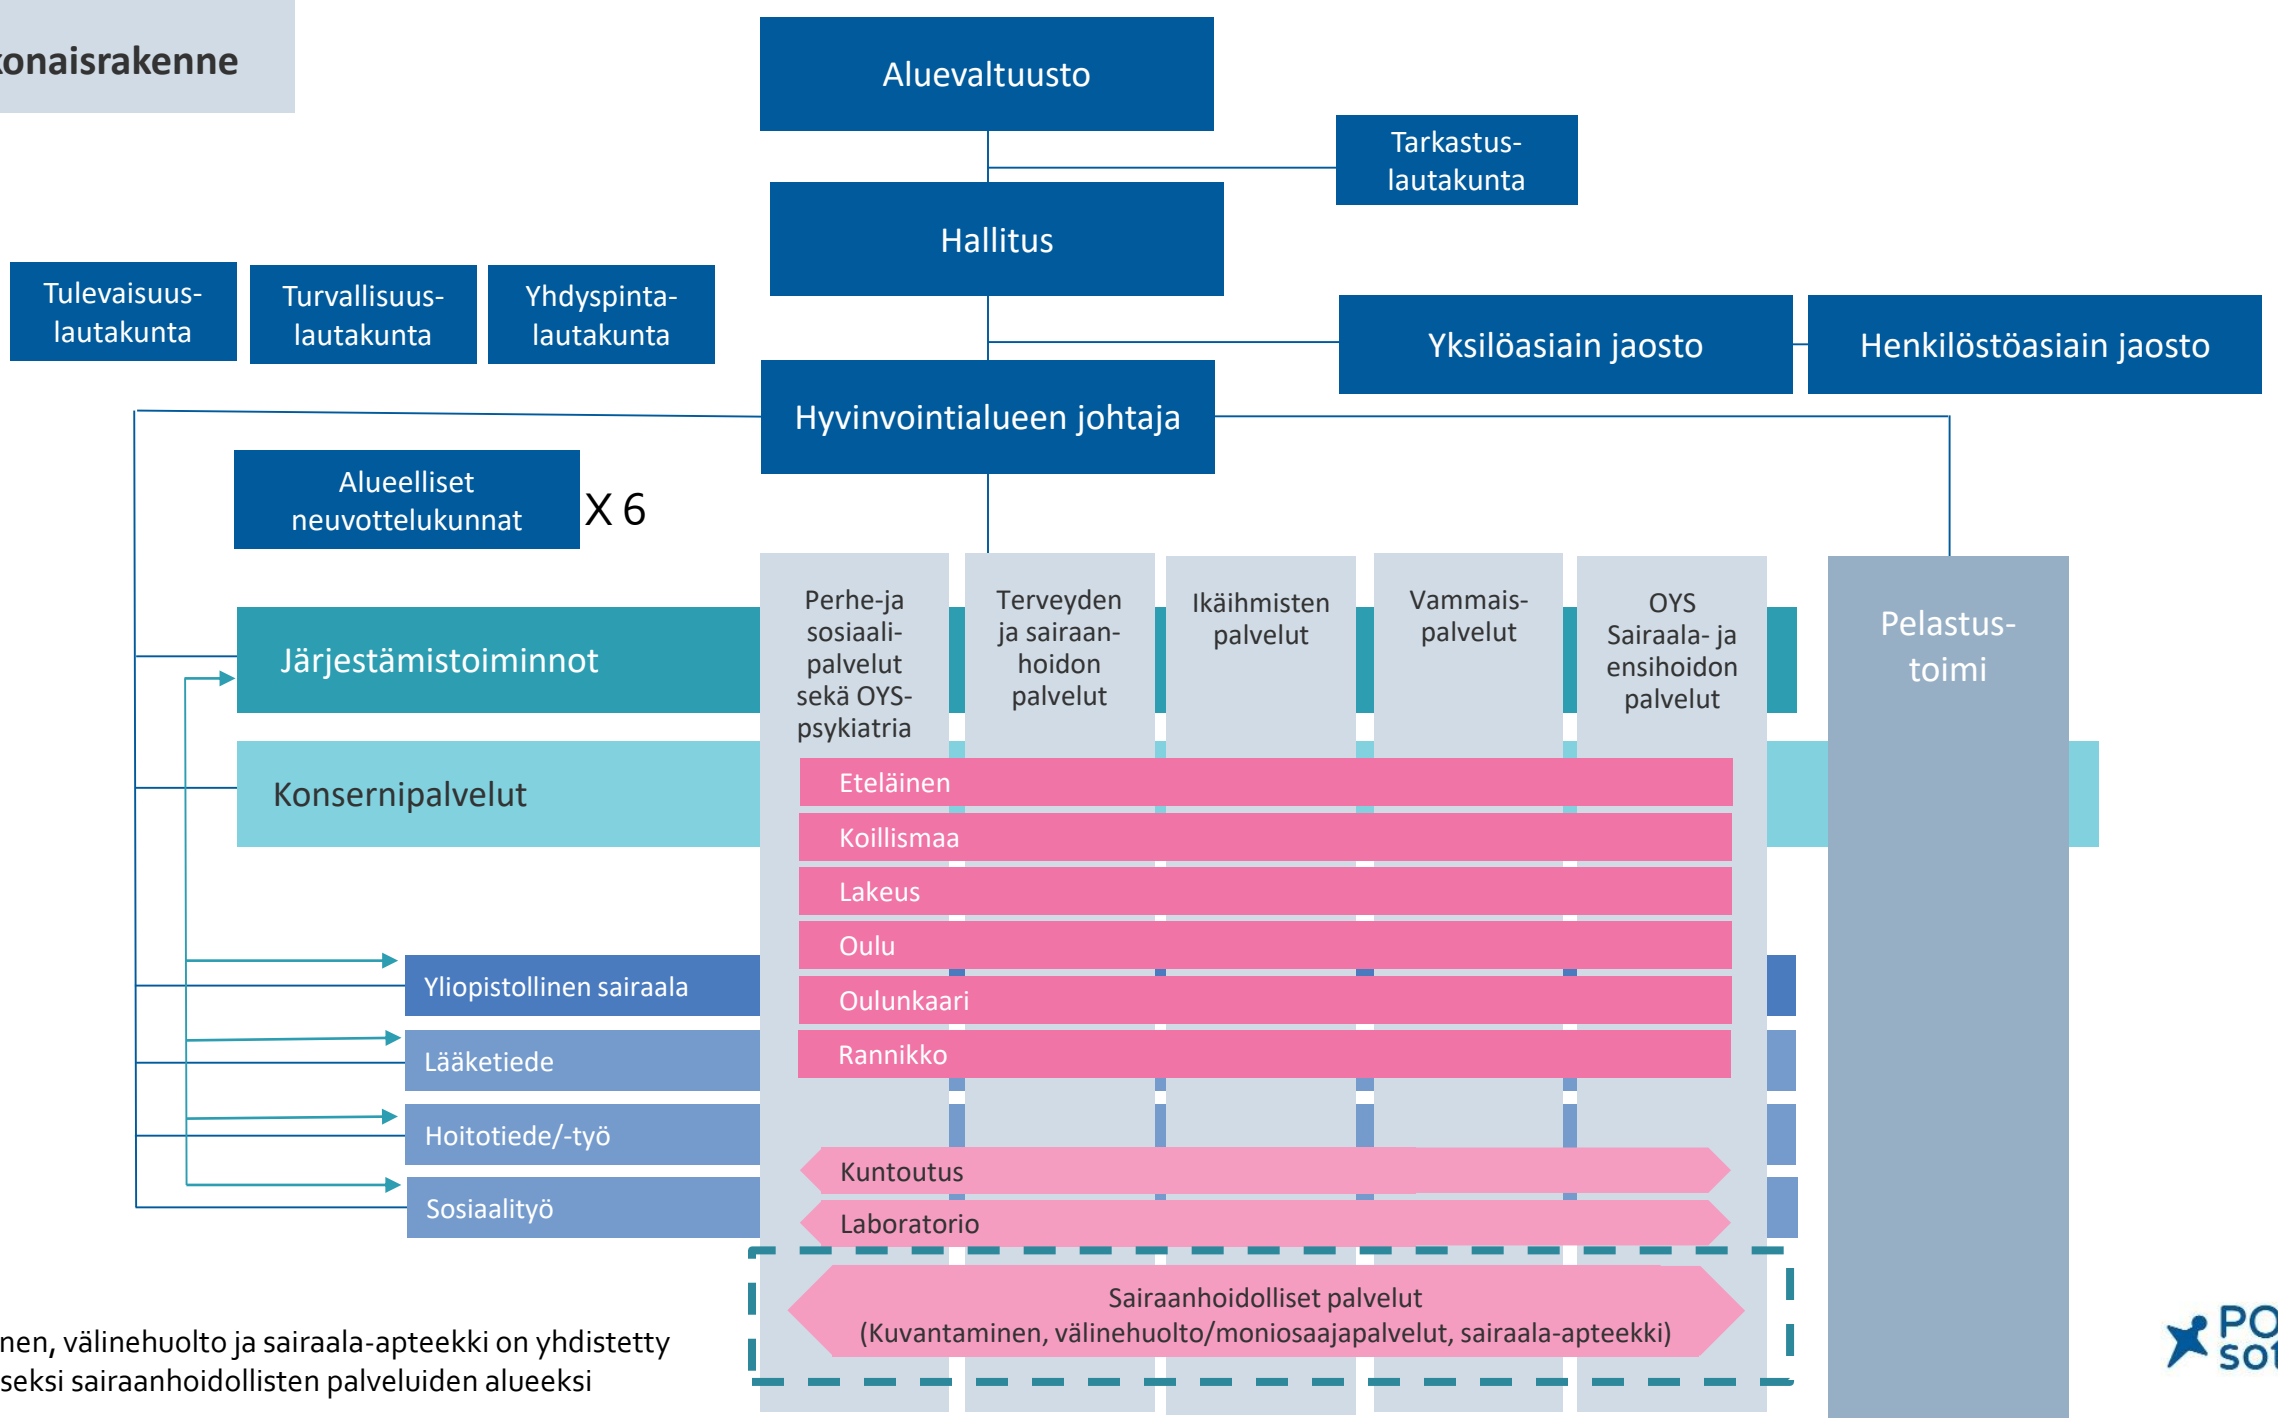 konaisrakenne
Aluevaltuusto
Tarkastus-
lautakunta
Hallitus
Tulevaisuus-
lautakunta
Turvallisuus-
lautakunta
Yhdyspinta-
lautakunta
Yksilöasiain jaosto
Henkilöstöasiain jaosto
Hyvinvointialueen johtaja
Alueelliset
neuvottelukunnat
X 6
Perhe-ja
sosiaali-
palvelut
sekä OYS-
psykiatria
Terveyden
ja sairaan-
hoidon
palvelut
Ikäihmisten
palvelut
Vammais-
palvelut
OYS
Sairaala- ja
ensihoidon
palvelut
Pelastus-
toimi
Järjestämistoiminnot
Konsernipalvelut
Eteläinen
Koillismaa
Lakeus
Oulu
Oulunkaari
Rannikko
Yliopistollinen sairaala
Lääketiede
Hoitotiede/-työ
Sosiaalityö
Kuntoutus
Laboratorio
Sairaanhoidolliset palvelut
(Kuvantaminen, välinehuolto/moniosaajapalvelut, sairaala-apteekki)
nen, välinehuolto ja sairaala-apteekki on yhdistetty
seksi sairaanhoidollisten palveluiden alueeksi
PO
sot